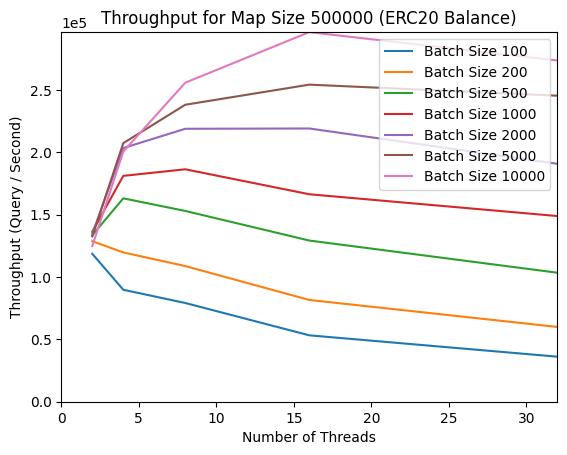 Throughput for Map Size 500000 (ERC20 Balance)
1e5
Batch Size 100
Batch Size 200
Batch Size 500
Batch Size 1000
Batch Size 2000
Batch Size 5000
Batch Size 10000
2.5
2.0
1.5
1.0
0.5
0.0
Throughput (Query / Second)
0 5 10 15 20 25 30
Number of Threads